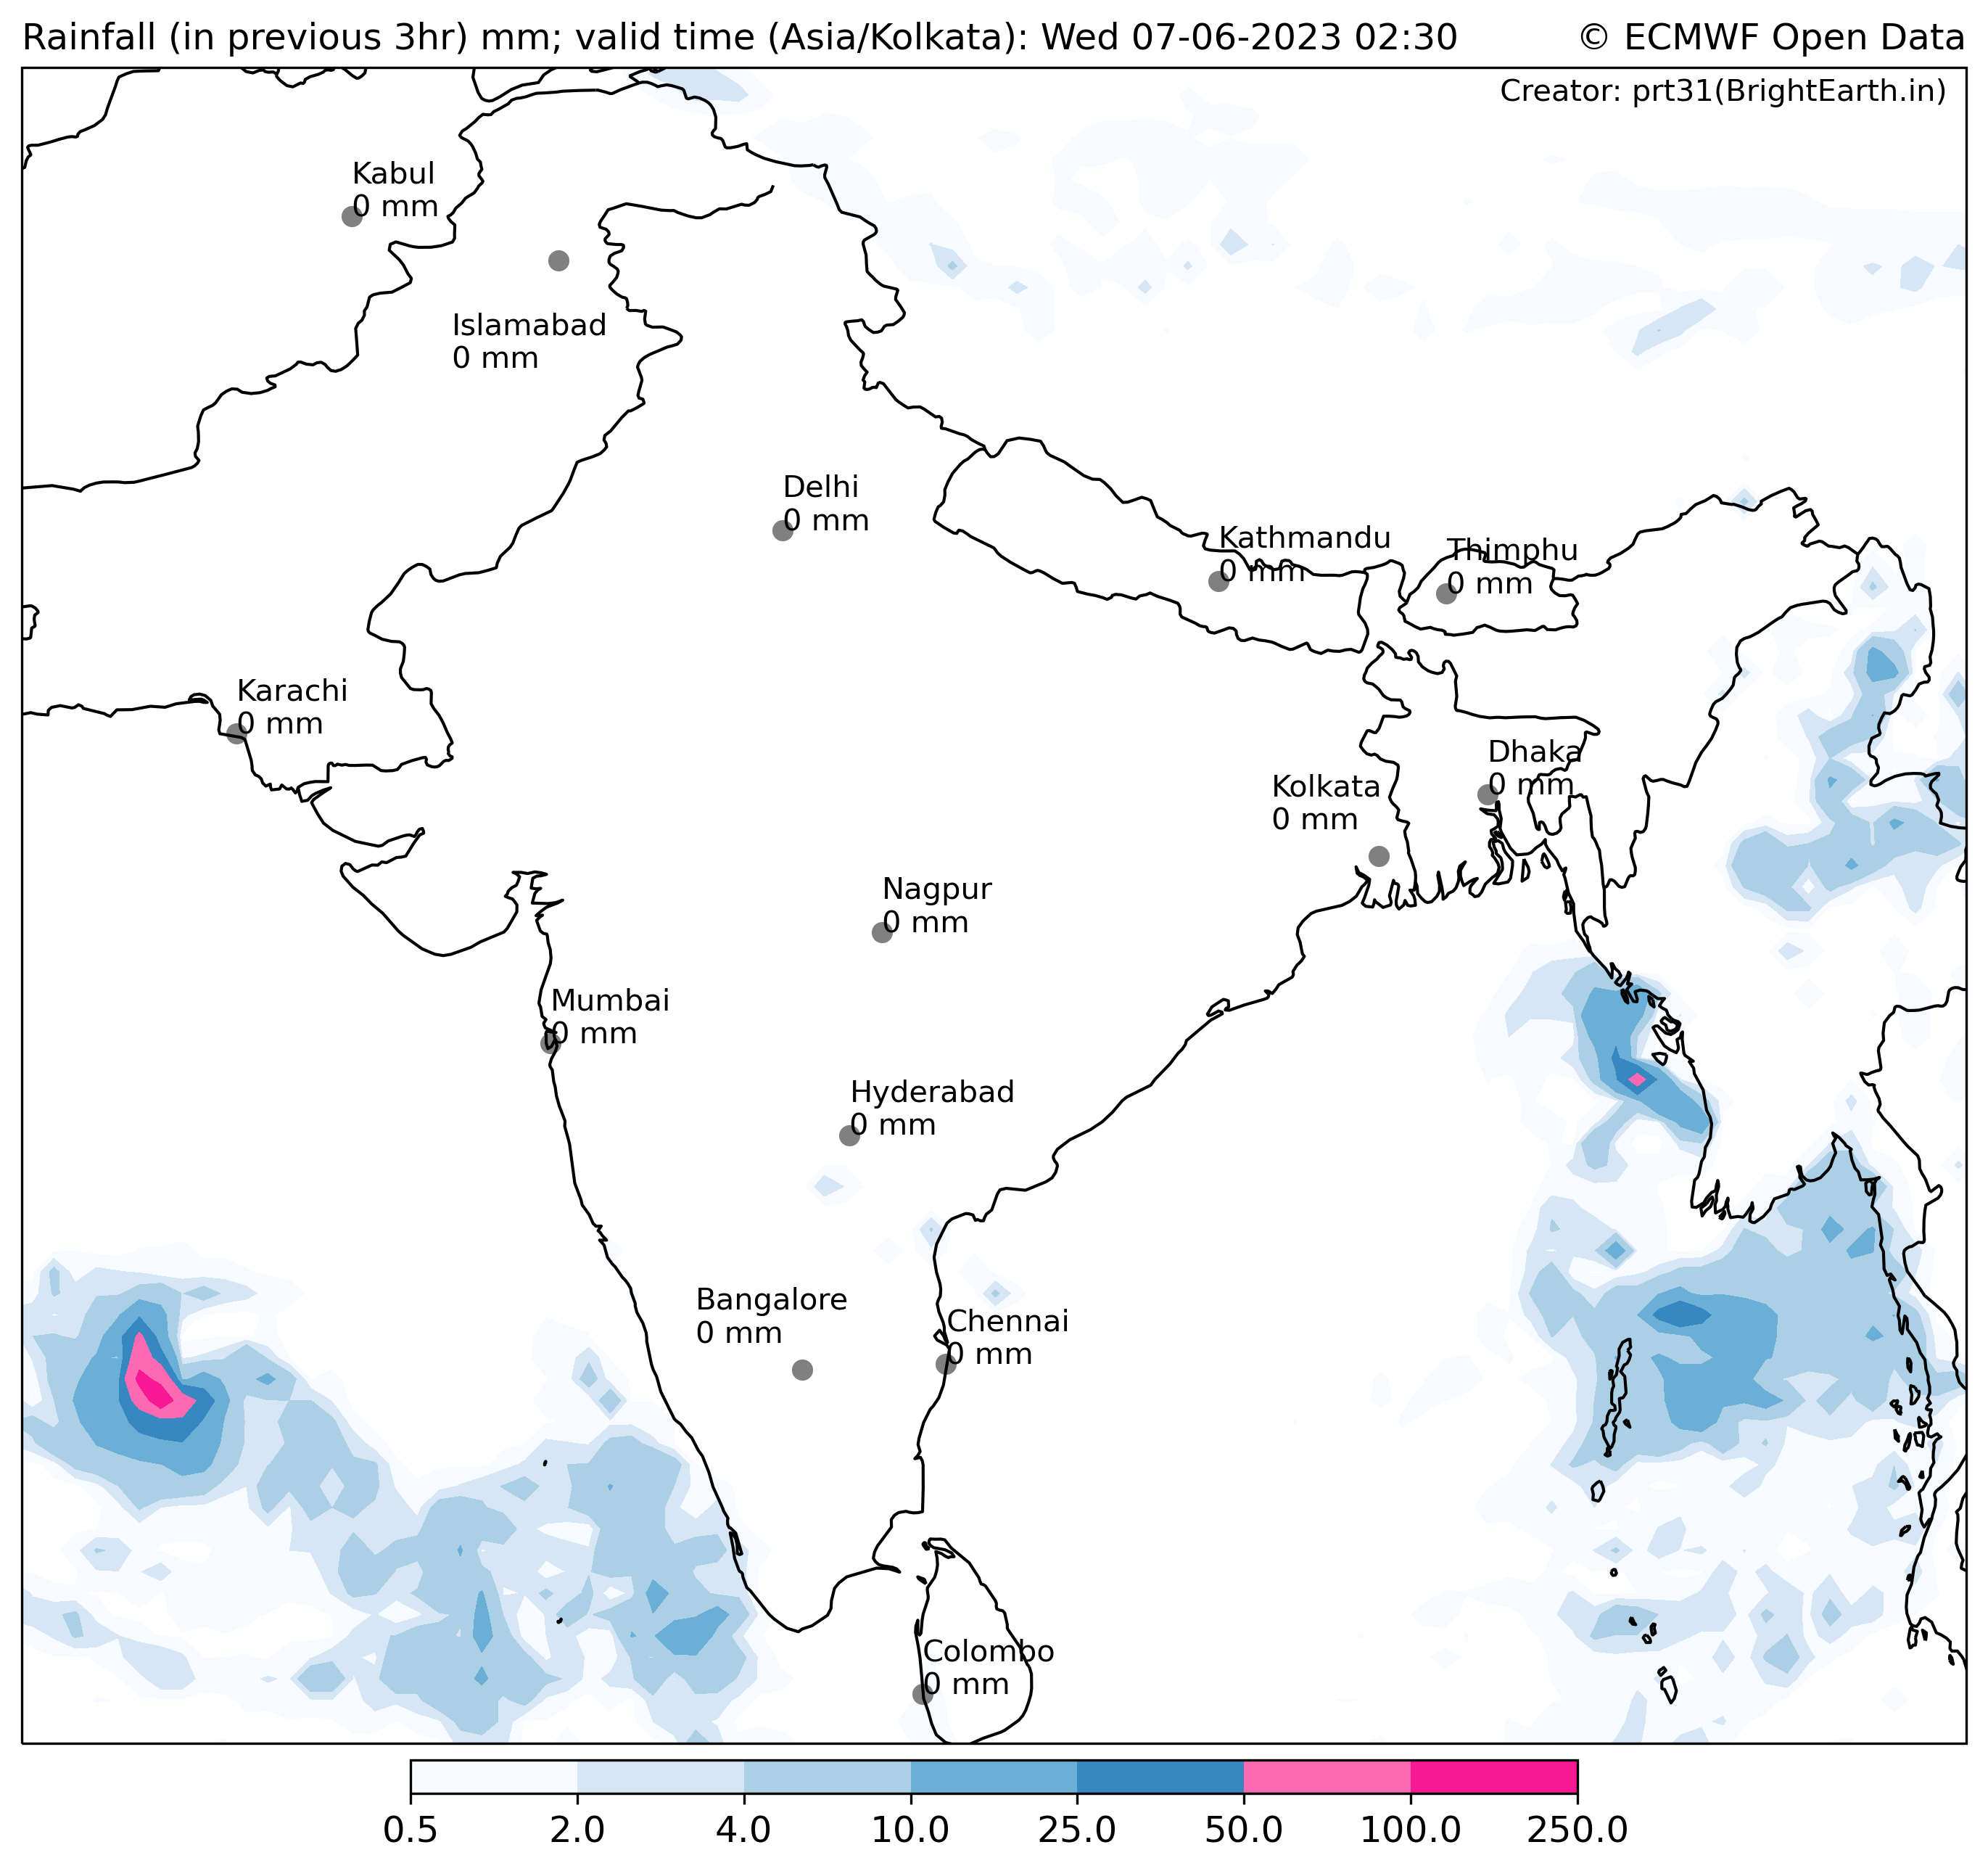 Rainfall (in previous 3hr) mm; valid time (Asia/Kolkata): Wed 07-06-2023 02:30
© ECMWF Open Data
Creator: prt31(BrightEarth.in)
Kabul
0 mm
Islamabad
0 mm
Delhi
0 mm
Kathmandu
0 mm
Thimphu
0 mm
Karachi
0 mm
Dhaka
0 mm
Kolkata
0 mm
Nagpur
0 mm
Mumbai
0 mm
Hyderabad
0 mm
Bangalore
0 mm
Chennai
0 mm
Colombo
0 mm
0.5 2.0 4.0 10.0 25.0 50.0 100.0 250.0